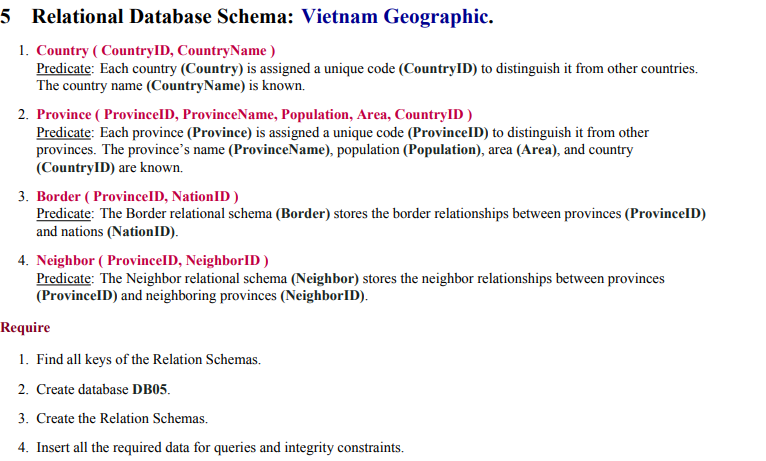 5 Relational Database Schema: Vietnam Geographic.
1. Country ( CountryID, CountryName )
Predicate: Each country (Country) is assigned a unique code (CountryID) to distinguish it from other countries.
The country name (CountryName) is known.
2. Province ( ProvinceID, ProvinceName, Population, Area, CountryID )
Predicate: Each province (Province) is assigned a unique code (ProvinceID) to distinguish it from other
provinces. The province's name (ProvinceName), population (Population), area (Area), and country
(CountryID) are known.
3. Border ( ProvinceID, NationID )
Predicate: The Border relational schema (Border) stores the border relationships between provinces (ProvinceID)
and nations (NationID).
4. Neighbor ( ProvinceID, NeighborID )
Predicate: The Neighbor relational schema (Neighbor) stores the neighbor relationships between provinces
(ProvinceID) and neighboring provinces (NeighborID).
Require
1. Find all keys of the Relation Schemas.
2. Create database DB05.
3. Create the Relation Schemas.
4. Insert all the required data for queries and integrity constraints.